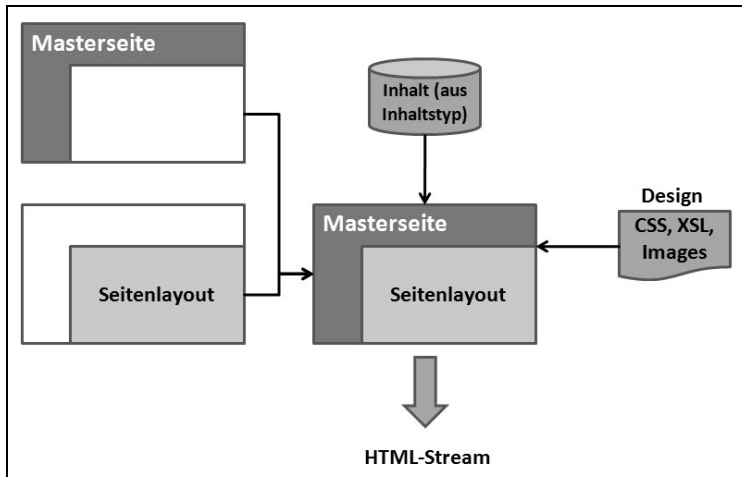 Masterseite
Inhalt (aus
Inhaltstyp)
Design
CSS, XSL,
Images
Masterseite
Seitenlayout
Seitenlayout
HTML-Stream